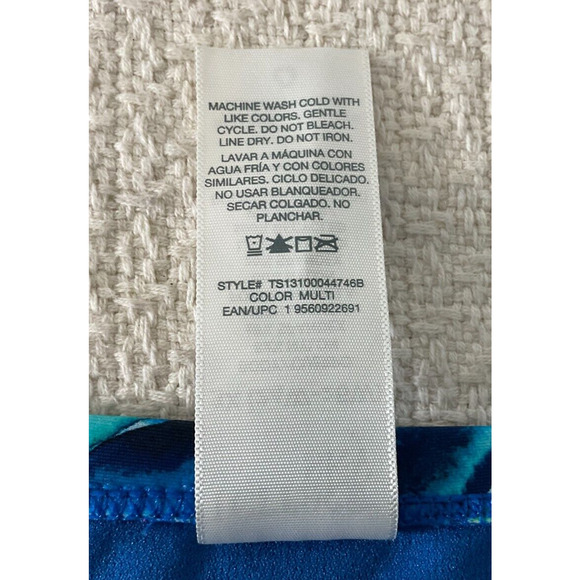 MACHINE WASH COLD WITH
LIKE COLORS. GENTLE
CYCLE. DO NOT BLEACH.
LINE DRY. DO NOT IRON.
LAVAR A MÁQUINA CON
AGUA FRÍA Y CON COLORES
SIMILARES. CICLO DELICADO.
NO USAR BLANQUEADOR.
SECAR COLGADO. NO
PLANCHAR.
STYLE# TS13100044746B
COLOR MULTI
EAN/UPC 1 9560922691